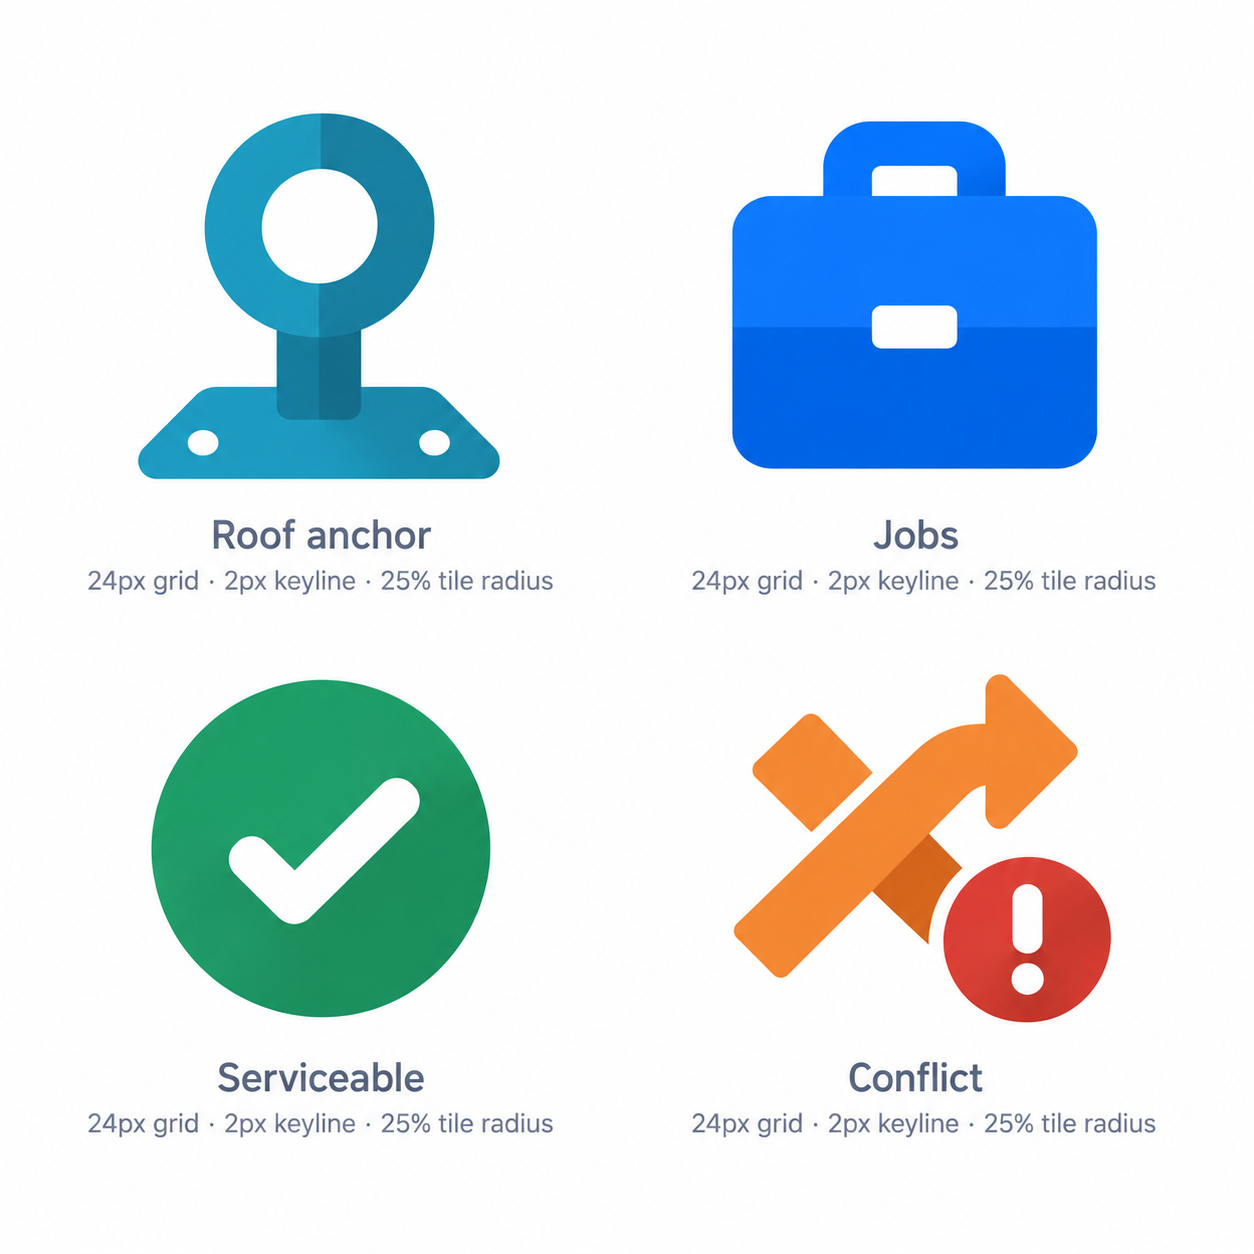 Roof anchor
24px grid · 2px keyline · 25% tile radius
Jobs
24px grid · 2px keyline · 25% tile radius
Serviceable
24px grid · 2px keyline · 25% tile radius
Conflict
24px grid · 2px keyline · 25% tile radius